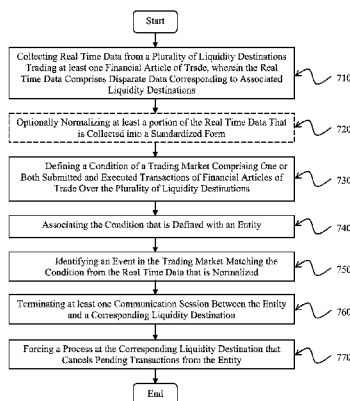 Start
Collecting Real Time Data from a Plurality of Liquidity Destinations
Trading at least one Financial Article of Trade, wherein the Real
Time Data Comprises Disparate Data Corresponding to Associated
Liquidity Destinations
710
Optionally Normalizing at least a portion of the Real Time Data That
is Collected into a Standardized Form
720
Defining a Condition of a Trading Market Comprising One or
Both Submitted and Executed Transactions of Financial Articles of
Trade Over the Plurality of Liquidity Destinations
730
Associating the Condition that is Defined with an Entity
740
Identifying an Event in the Trading Market Matching the
Condition from the Real Time Data that is Normalized
750
Terminating at least one Communication Session Between the Entity
and a Corresponding Liquidity Destination
760
Forcing a Process at the Corresponding Liquidity Destination that
Cancels Pending Transactions from the Entity
770
End